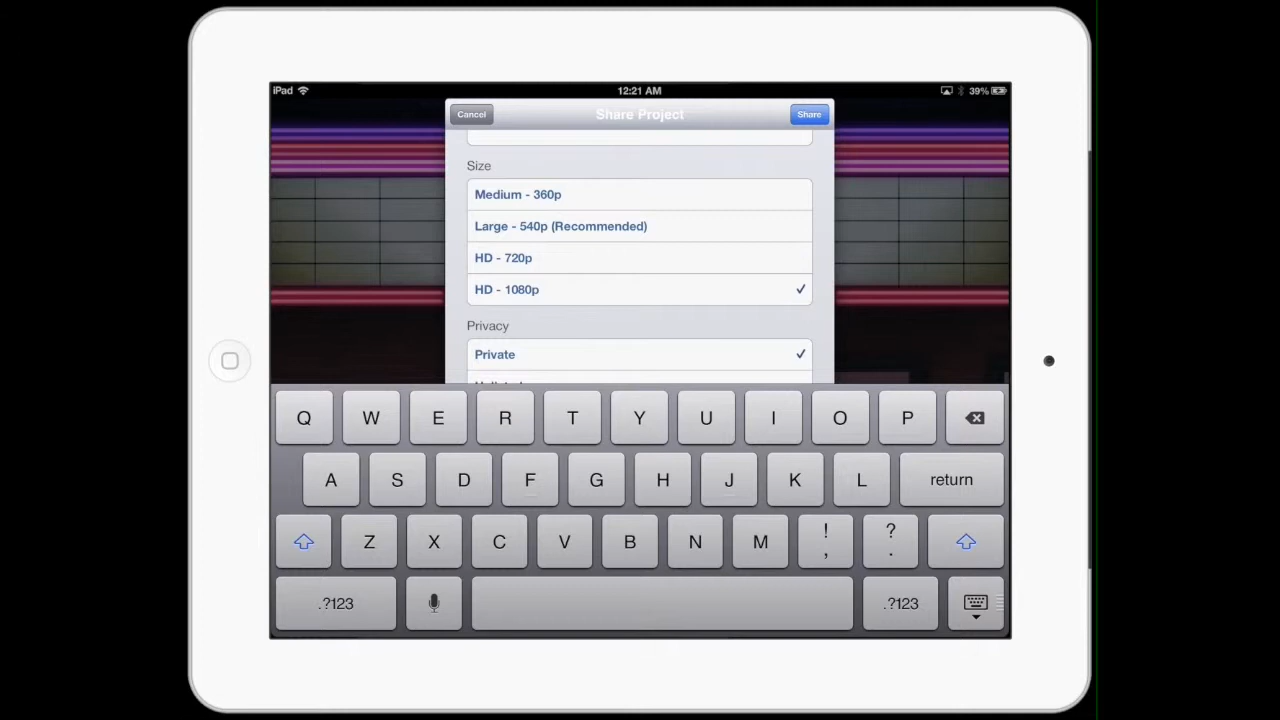 iPad 12:21 AM 39%
Cancel Share Project Share
Size
Medium - 360p
Large - 540p (Recommended)
HD - 720p
HD - 1080p
Privacy
Private
Unlisted
Q W E R T Y U I O P
A S D F G H J K L return
Z X C V B N M ! , ? .
.?123 .?123